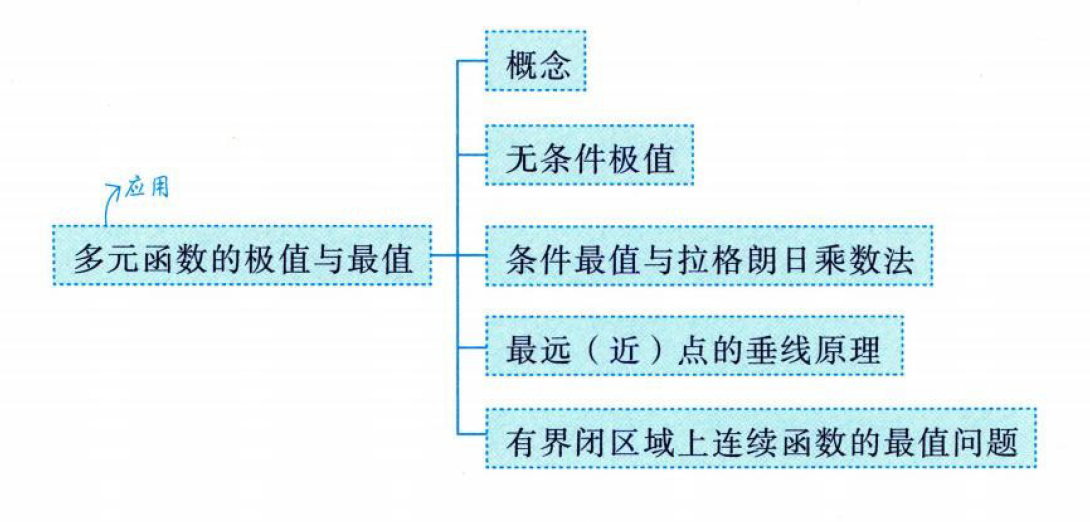 概念
无条件极值
应用
多元函数的极值与最值
条件最值与拉格朗日乘数法
最远（近）点的垂线原理
有界闭区域上连续函数的最值问题